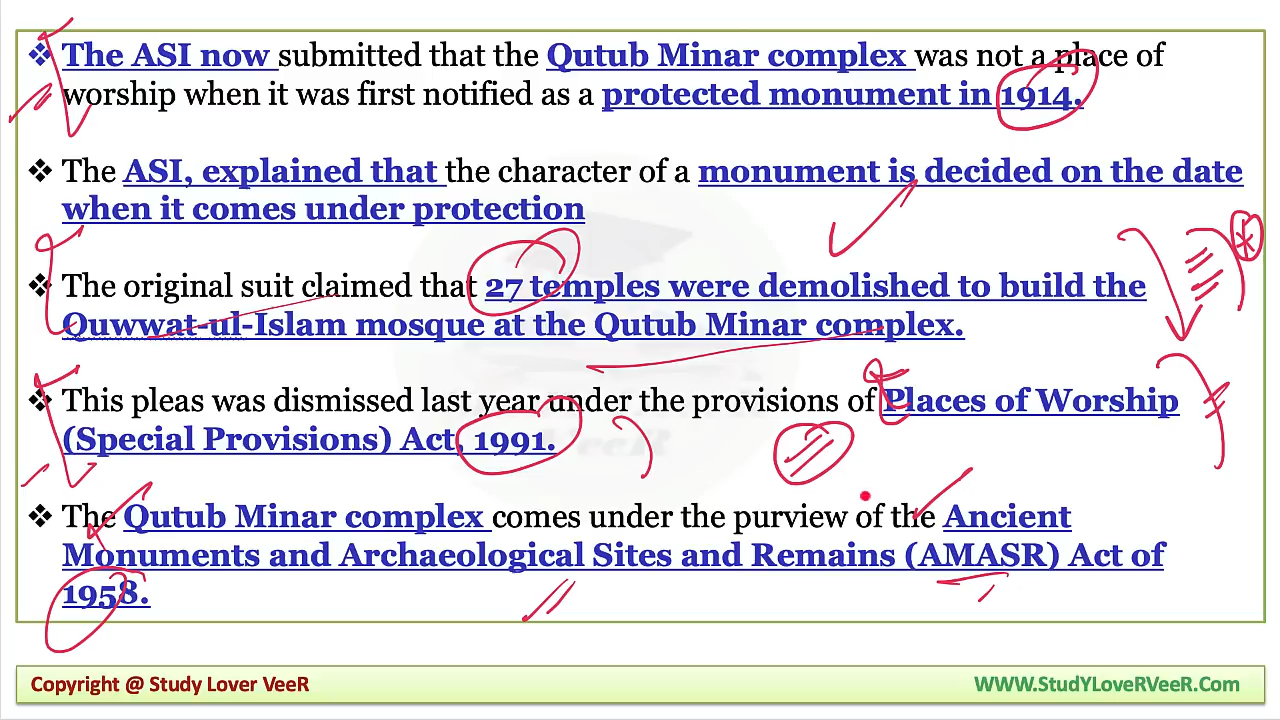 ❖ The ASI now submitted that the Qutub Minar complex was not a place of
worship when it was first notified as a protected monument in 1914.
❖ The ASI, explained that the character of a monument is decided on the date
when it comes under protection
❖ The original suit claimed that 27 temples were demolished to build the
Quwwat-ul-Islam mosque at the Qutub Minar complex.
❖ This pleas was dismissed last year under the provisions of Places of Worship
(Special Provisions) Act, 1991.
❖ The Qutub Minar complex comes under the purview of the Ancient
Monuments and Archaeological Sites and Remains (AMASR) Act of
1958.
Copyright @ Study Lover VeeR
WWW.StudYLoveRVeeR.Com